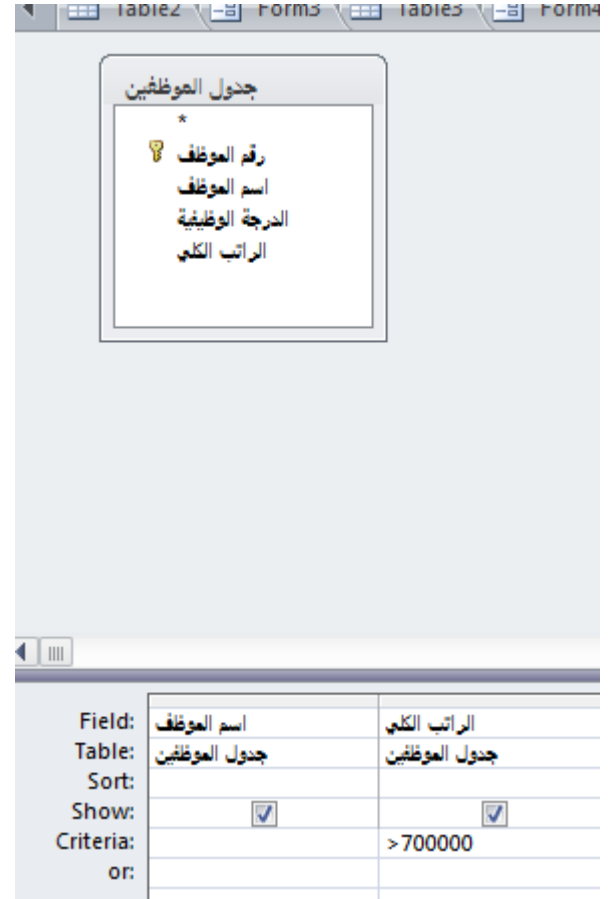 Table2 Form3 Table3 Form4
جدول الموظفين
*
رقم الموظف
اسم الموظف
الدرجة الوظيفية
الراتب الكلي
Field: اسم الموظف الراتب الكلي
Table: جدول الموظفين جدول الموظفين
Sort:
Show:
Criteria: >700000
or: